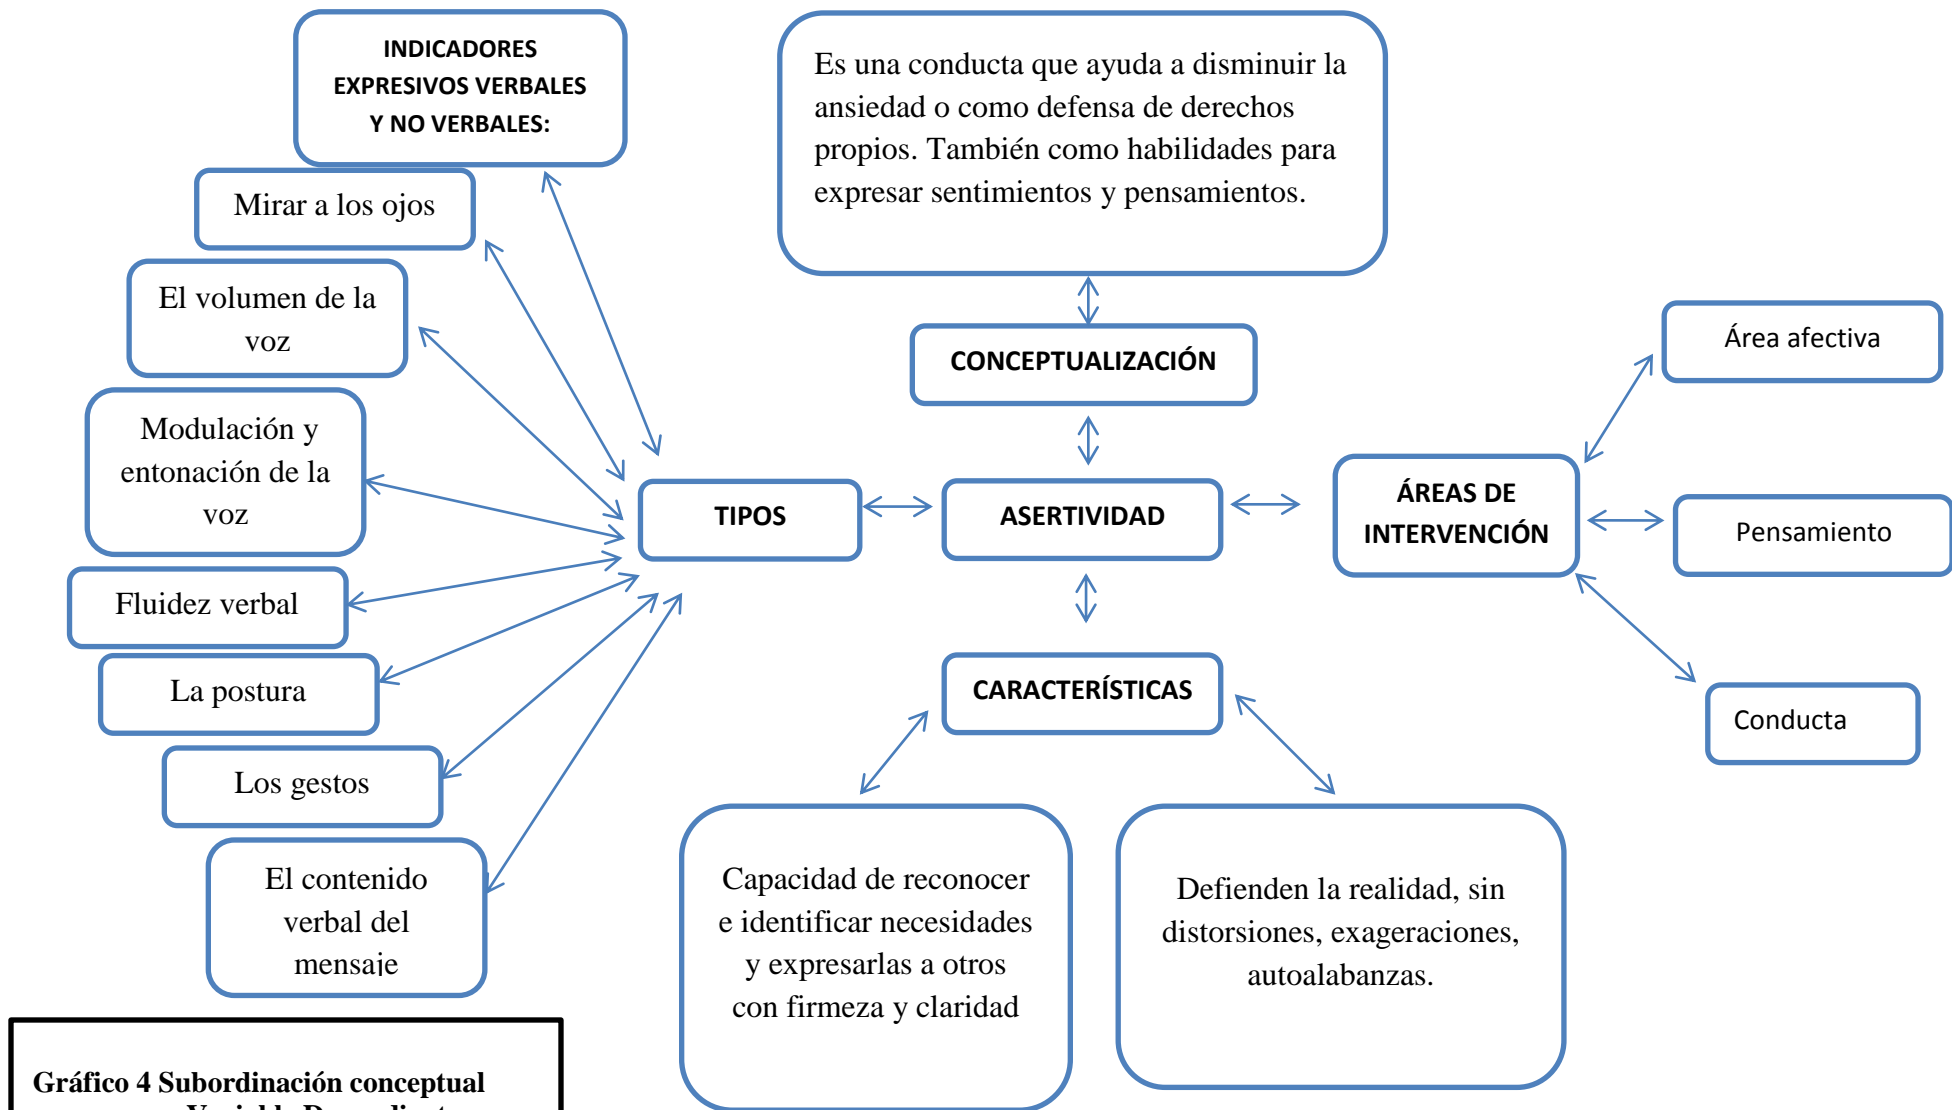 INDICADORES
EXPRESIVOS VERBALES
Y NO VERBALES:
Mirar a los ojos
El volumen de la
voz
Modulación y
entonación de la
voz
Fluidez verbal
La postura
Los gestos
El contenido
verbal del
mensaje
TIPOS
Es una conducta que ayuda a disminuir la
ansiedad o como defensa de derechos
propios. También como habilidades para
expresar sentimientos y pensamientos.
CONCEPTUALIZACIÓN
ASERTIVIDAD
CARACTERÍSTICAS
Capacidad de reconocer
e identificar necesidades
y expresarlas a otros
con firmeza y claridad
Defienden la realidad, sin
distorsiones, exageraciones,
autoalabanzas.
ÁREAS DE
INTERVENCIÓN
Área afectiva
Pensamiento
Conducta
Gráfico 4 Subordinación conceptual